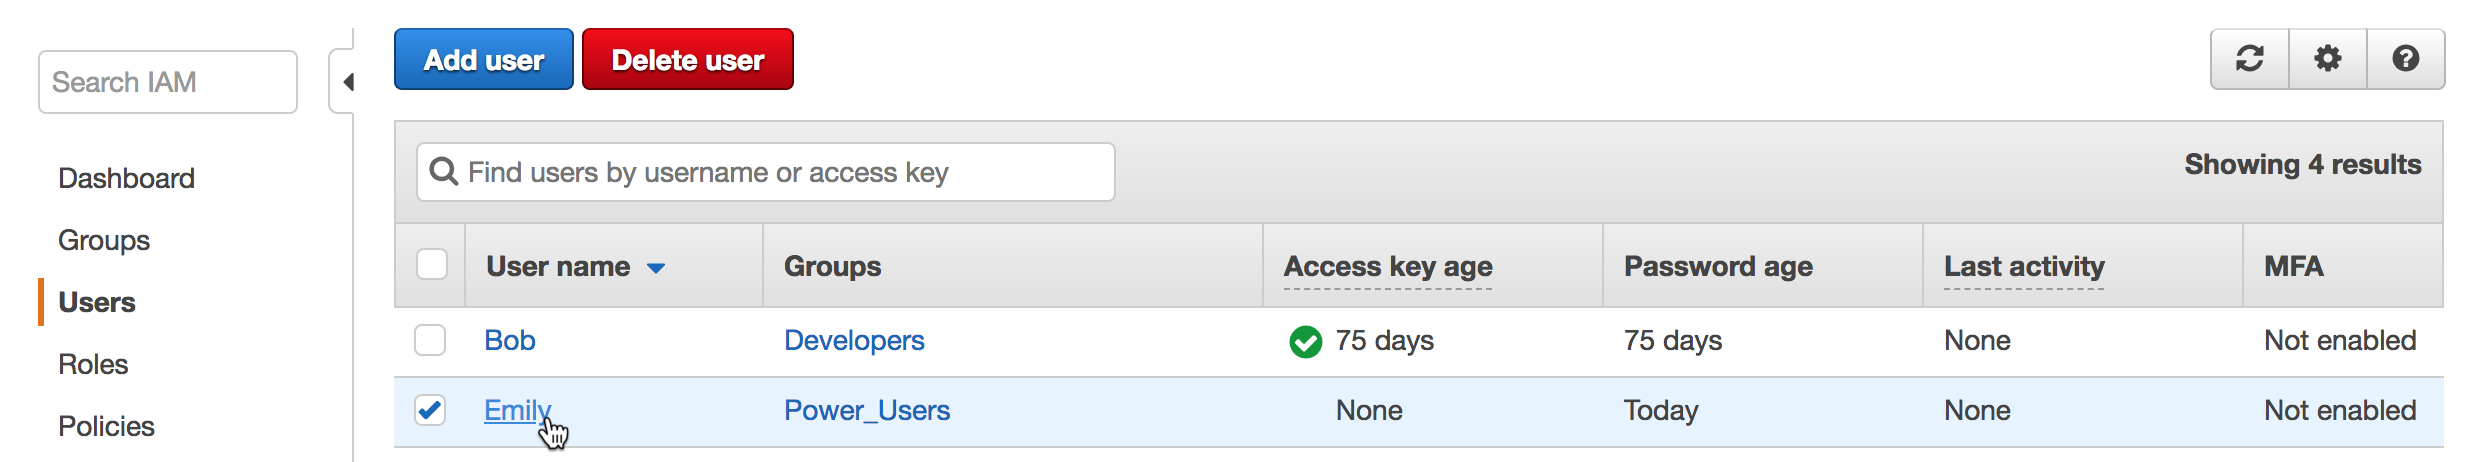 Search IAM
Dashboard
Groups
Users
Roles
Policies
Add user
Delete user
Find users by username or access key
Showing 4 results
User name Groups Access key age Password age Last activity MFA
Bob Developers 75 days 75 days None Not enabled
Emily Power_Users None Today None Not enabled